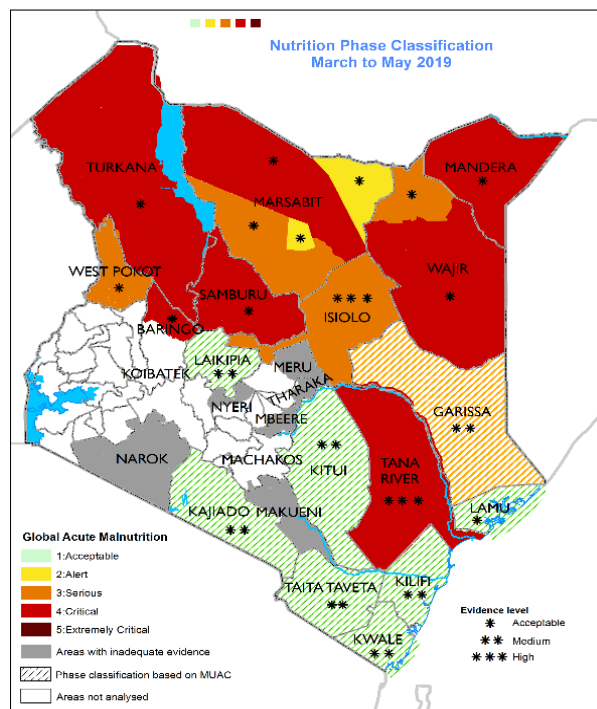 Nutrition Phase Classification
March to May 2019
TURKANA
MANDERA
MARSABIT
WEST POKOT
WAJIR
SAMBURU
ISIOLO
BARINGO
LAIKIPIA
KOIBATEK
MERU
THARAKA
NYERI
MBEERE
GARISSA
NAROK
MACHAKOS
KITUI
TANA
RIVER
LAMU
KAJIADO
MAKUENI
TAITA TAVETA
KILIFI
KWALE
Global Acute Malnutrition
1:Acceptable
2:Alert
3:Serious
4:Critical
5:Extremely Critical
Areas with inadequate evidence
Phase classification based on MUAC
Areas not analysed
Evidence level
Acceptable
Medium
High